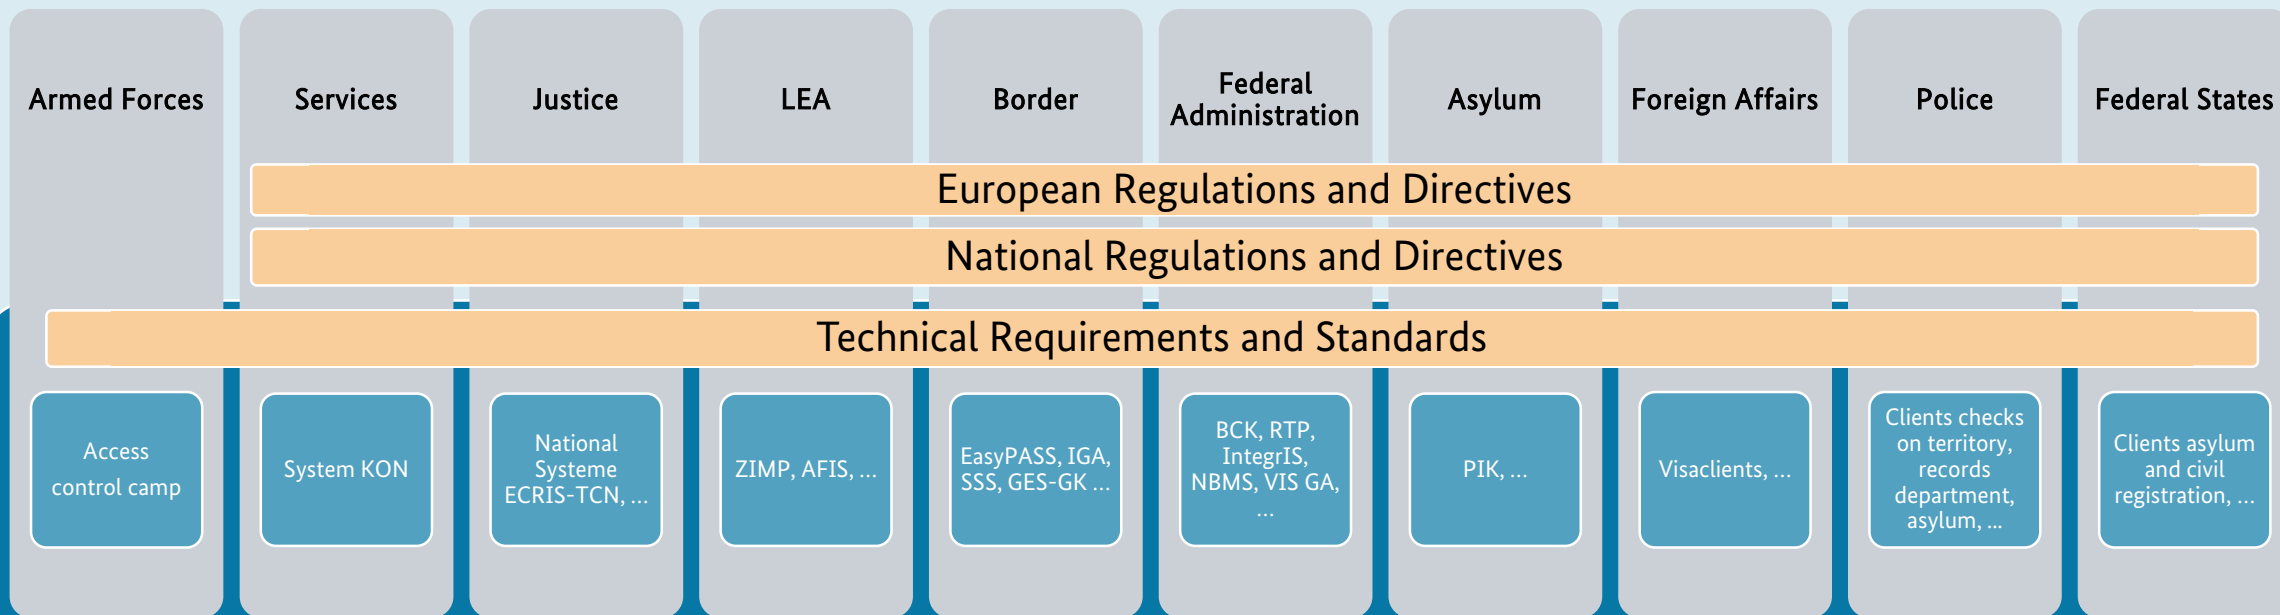 Armed Forces
Services
Justice
LEA
Border
Federal
Administration
Asylum
Foreign Affairs
Police
Federal States
European Regulations and Directives
National Regulations and Directives
Technical Requirements and Standards
Access
control camp
System KON
National
Systeme
ECRIS-TCN, ...
ZIMP, AFIS, ...
EasyPASS, IGA,
SSS, GES-GK ...
BCK, RTP,
IntegrIS,
NBMS, VIS GA,
...
PIK, ...
Visaclients, ...
Clients checks
on territory,
records
department,
asylum, ...
Clients asylum
and civil
registration, ...